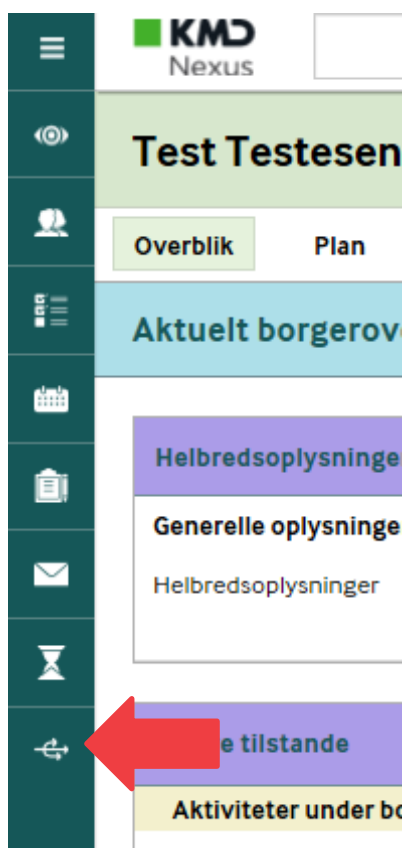 KMD
Nexus
Test Testesen
Overblik Plan
Aktuelt borgerov
Helbredsoplysninge
Generelle oplysninge
Helbredsoplysninger
e tilstande
Aktiviteter under bo